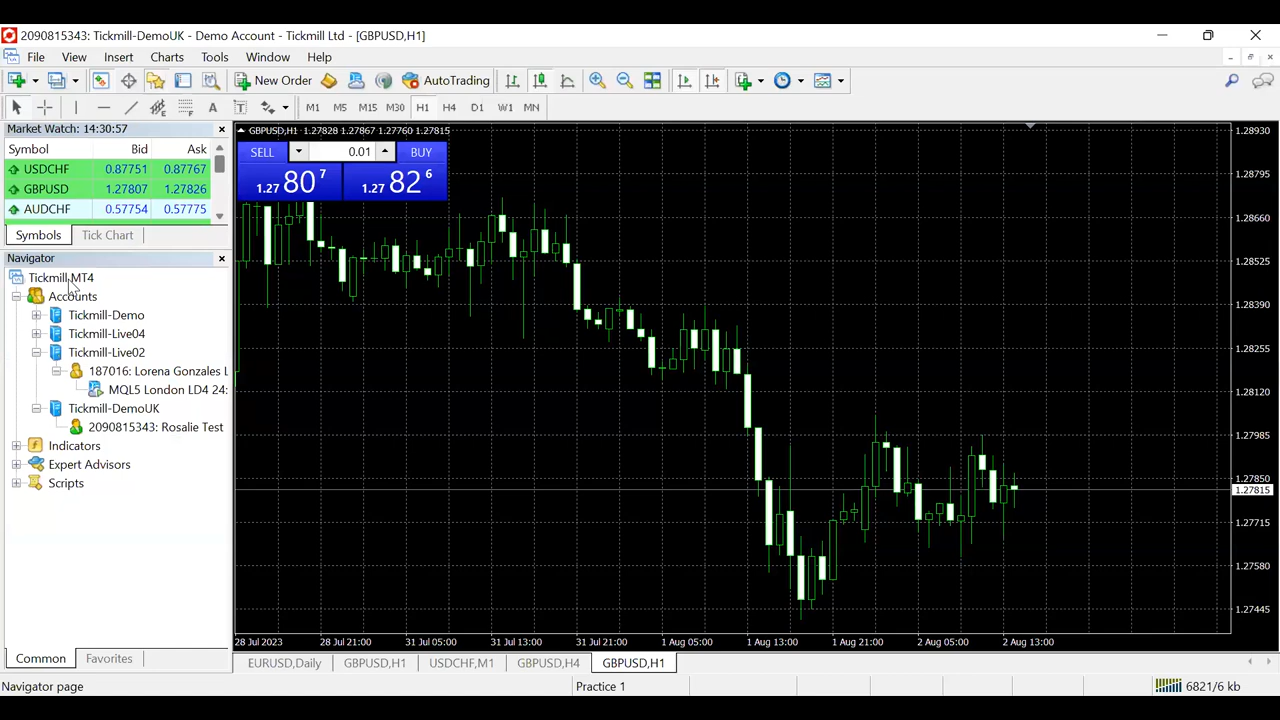 2090815343: Tickmill-DemoUK - Demo Account - Tickmill Ltd - [GBPUSD,H1]
File View Insert Charts Tools Window Help
New Order AutoTrading
A T M1 M5 M15 M30 H1 H4 D1 W1 MN
Market Watch: 14:30:57
Symbol Bid Ask
USDCHF 0.87751 0.87767
GBPUSD 1.27807 1.27826
AUDCHF 0.57754 0.57775
Symbols Tick Chart
Navigator
Tickmill MT4
Accounts
Tickmill-Demo
Tickmill-Live04
Tickmill-Live02
187016: Lorena Gonzales L
MQL5 London LD4 24:
Tickmill-DemoUK
2090815343: Rosalie Test
Indicators
Expert Advisors
Scripts
Common Favorites
GBPUSD,H1 1.27828 1.27867 1.27760 1.27815
SELL 0.01 BUY
1.27 80 7 1.27 82 6
1.28930
1.28795
1.28660
1.28525
1.28390
1.28255
1.28120
1.27985
1.27850
1.27815
1.27715
1.27580
1.27445
28 Jul 2023 28 Jul 21:00 31 Jul 05:00 31 Jul 13:00 31 Jul 21:00 1 Aug 05:00 1 Aug 13:00 1 Aug 21:00 2 Aug 05:00 2 Aug 13:00
EURUSD,Daily GBPUSD,H1 USDCHF,M1 GBPUSD,H4 GBPUSD,H1
Navigator page Practice 1 6821/6 kb